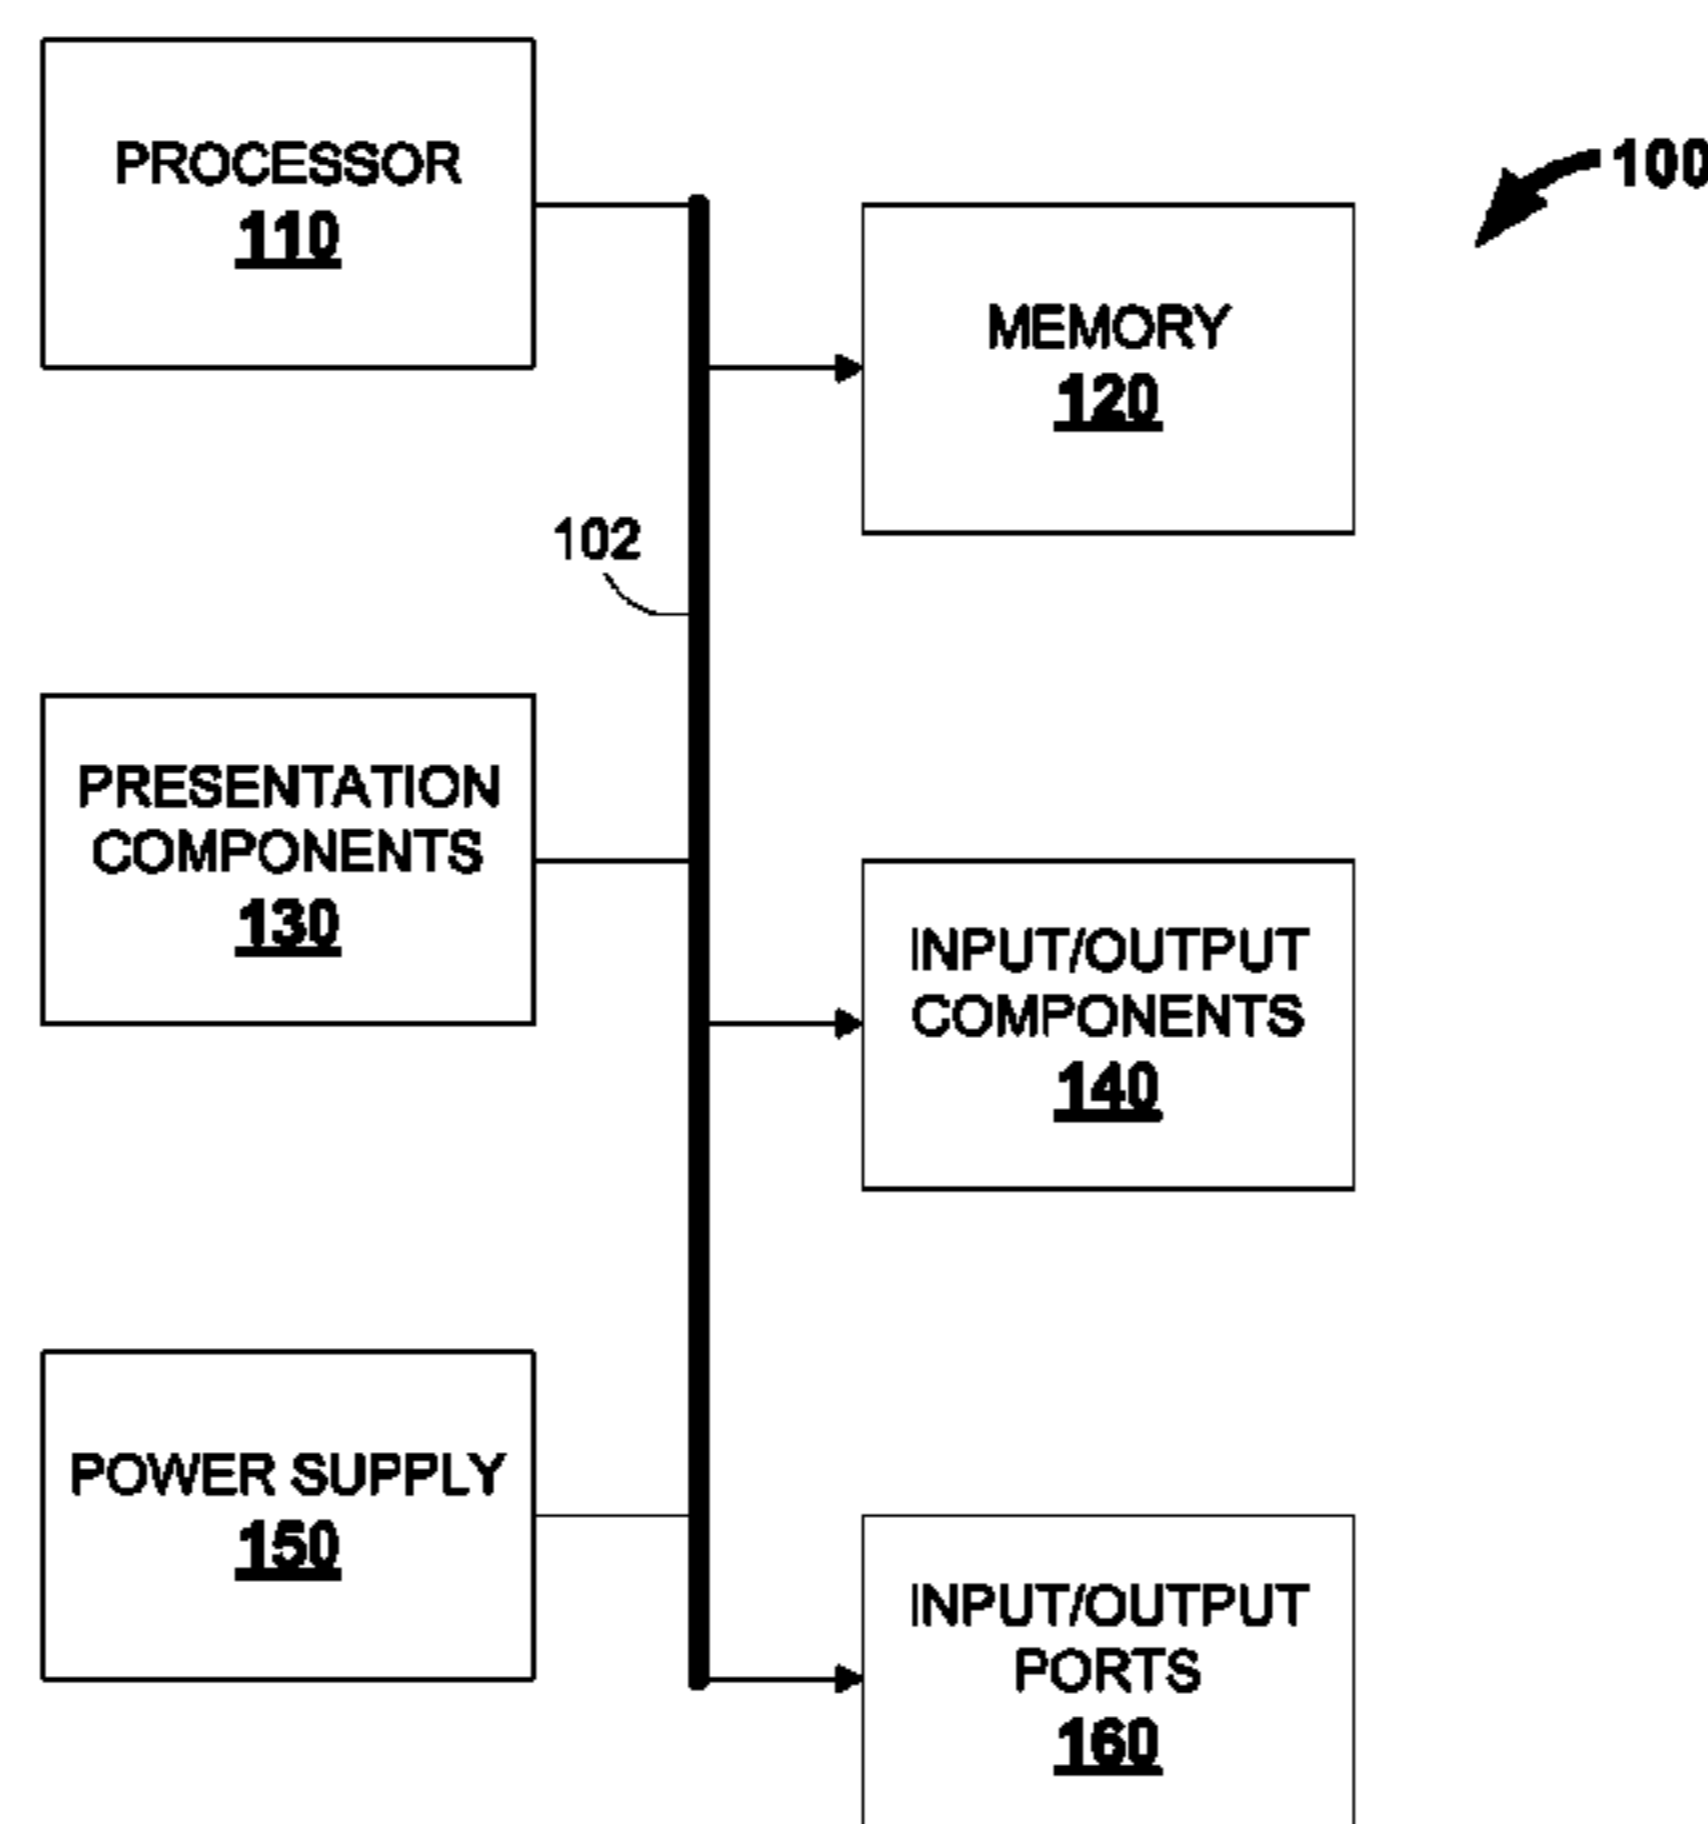 PROCESSOR
110
100
MEMORY
120
102
PRESENTATION
COMPONENTS
130
INPUT/OUTPUT
COMPONENTS
140
POWER SUPPLY
150
INPUT/OUTPUT
PORTS
160